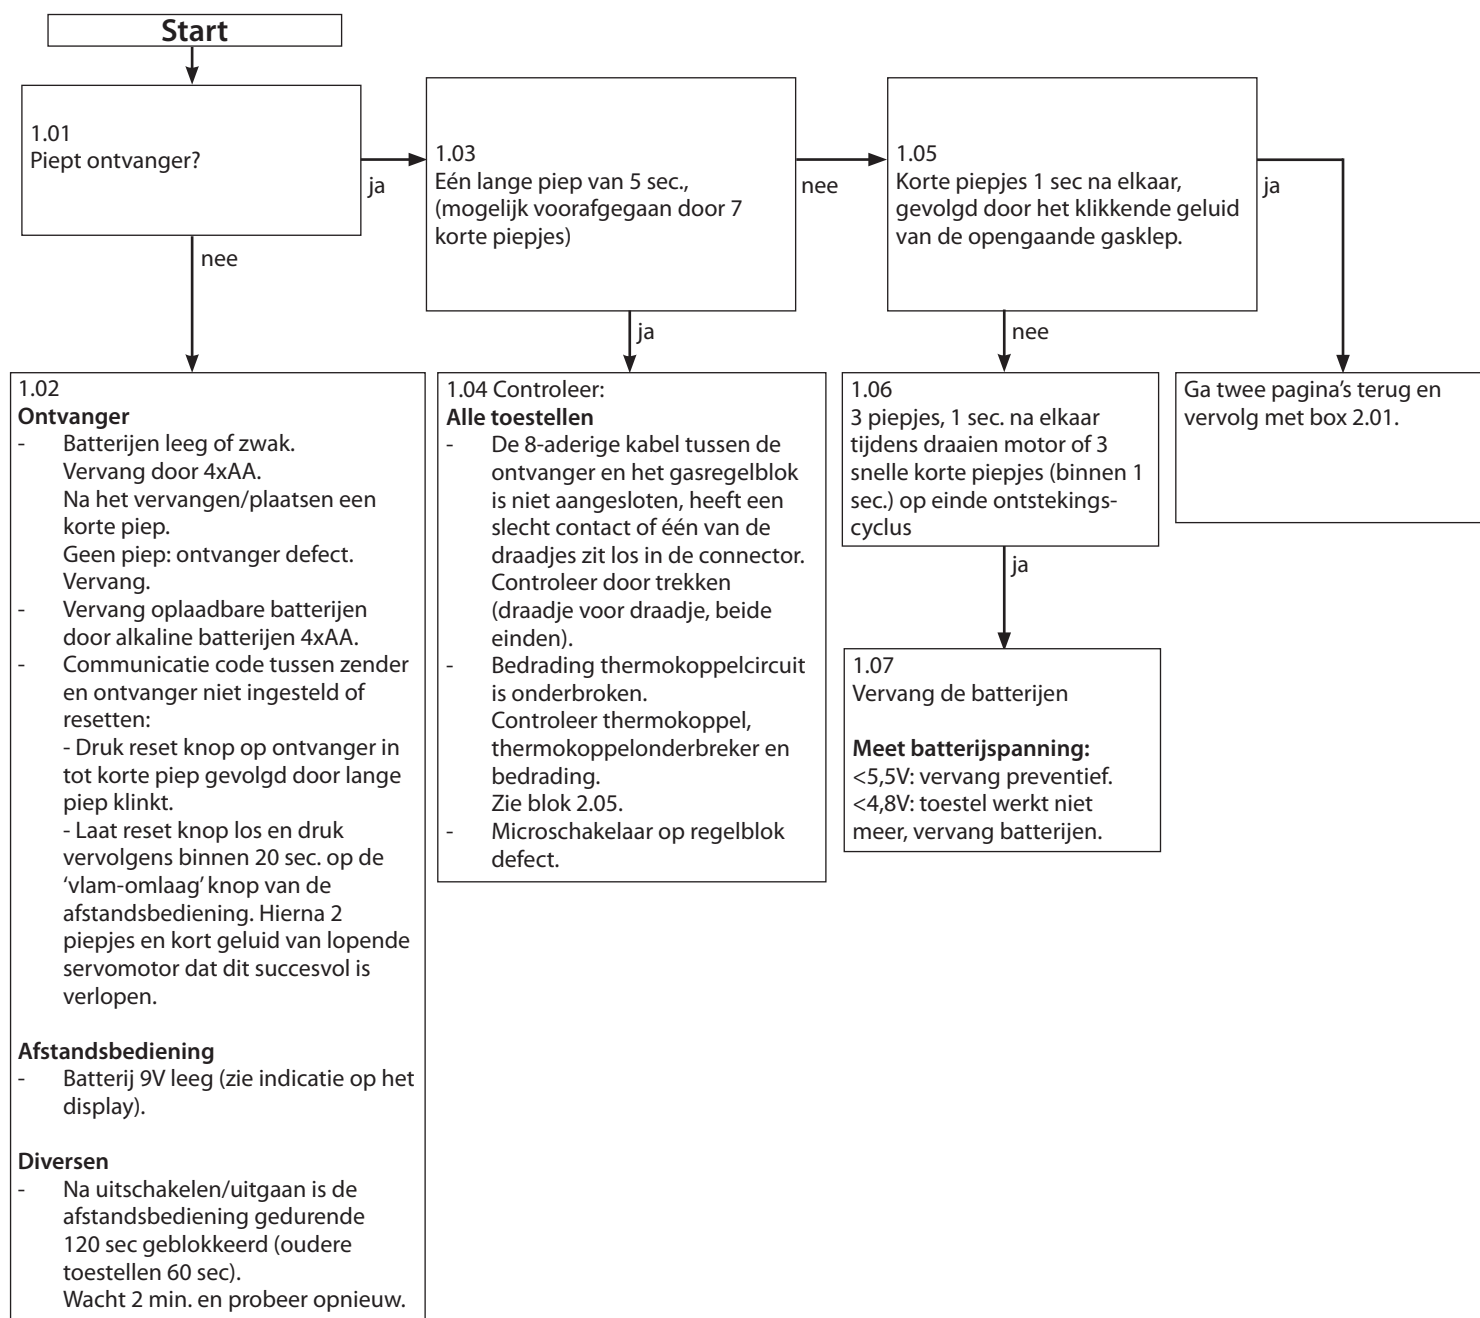 Start
1.01
Piept ontvanger?
ja
nee
1.03
Eén lange piep van 5 sec.,
(mogelijk voorafgegaan door 7
korte piepjes)
nee
ja
1.05
Korte piepjes 1 sec na elkaar,
gevolgd door het klikkende geluid
van de opengaande gasklep.
ja
nee
1.02
Ontvanger
- Batterijen leeg of zwak.
Vervang door 4xAA.
Na het vervangen/plaatsen een
korte piep.
Geen piep: ontvanger defect.
Vervang.
- Vervang oplaadbare batterijen
door alkaline batterijen 4xAA.
- Communicatie code tussen zender
en ontvanger niet ingesteld of
resetten:
- Druk reset knop op ontvanger in
tot korte piep gevolgd door lange
piep klinkt.
- Laat reset knop los en druk
vervolgens binnen 20 sec. op de
‘vlam-omlaag’ knop van de
afstandsbediening. Hierna 2
piepjes en kort geluid van lopende
servomotor dat dit succesvol is
verlopen.
Afstandsbediening
- Batterij 9V leeg (zie indicatie op het
display).
Diversen
- Na uitschakelen/uitgaan is de
afstandsbediening gedurende
120 sec geblokkeerd (oudere
toestellen 60 sec).
Wacht 2 min. en probeer opnieuw.
1.04 Controleer:
Alle toestellen
- De 8-aderige kabel tussen de
ontvanger en het gasregelblok
is niet aangesloten, heeft een
slecht contact of één van de
draadjes zit los in de connector.
Controleer door trekken
(draadje voor draadje, beide
einden).
- Bedrading thermokoppelcircuit
is onderbroken.
Controleer thermokoppel,
thermokoppelonderbreker en
bedrading.
Zie blok 2.05.
- Microschakelaar op regelblok
defect.
1.06
3 piepjes, 1 sec. na elkaar
tijdens draaien motor of 3
snelle korte piepjes (binnen 1
sec.) op einde ontstekings-
cyclus
ja
1.07
Vervang de batterijen
Meet batterijspanning:
<5,5V: vervang preventief.
<4,8V: toestel werkt niet
meer, vervang batterijen.
Ga twee pagina’s terug en
vervolg met box 2.01.